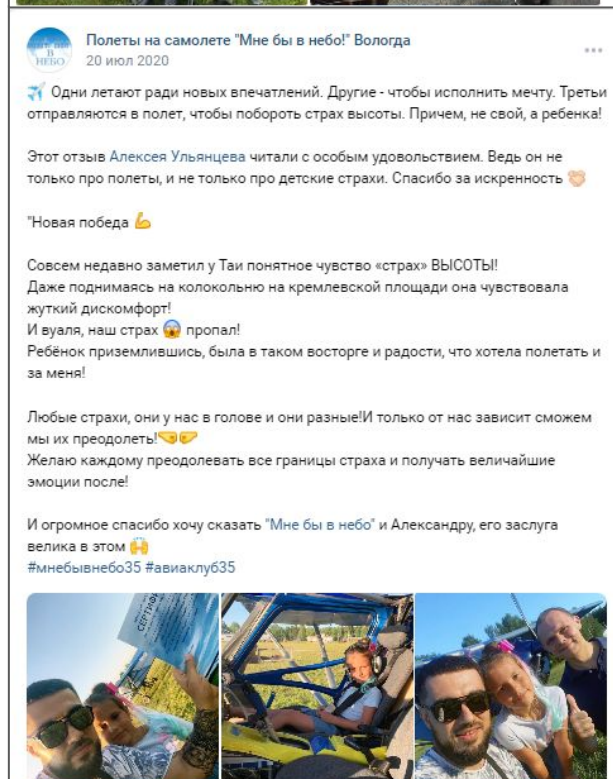 Полеты на самолете "Мне бы в небо!" Вологда
20 июл 2020
✈️ Одни летают ради новых впечатлений. Другие - чтобы исполнить мечту. Третьи
отправляются в полет, чтобы побороть страх высоты. Причем, не свой, а ребенка!
Этот отзыв Алексея Ульянцева читали с особым удовольствием. Ведь он не
только про полеты, и не только про детские страхи. Спасибо за искренность 👏🏻
"Новая победа 💪
Совсем недавно заметил у Таи понятное чувство «страх» ВЫСОТЫ!
Даже поднимаясь на колокольню на кремлевской площади она чувствовала
жуткий дискомфорт!
И вуаля, наш страх 😱 пропал!
Ребёнок приземлившись, была в таком восторге и радости, что хотела полетать и
за меня!
Любые страхи, они у нас в голове и они разные!И только от нас зависит сможем
мы их преодолеть!🤜🤛
Желаю каждому преодолевать все границы страха и получать величайшие
эмоции после!
И огромное спасибо хочу сказать "Мне бы в небо" и Александру, его заслуга
велика в этом 🙌
#мнебывнебо35 #авиаклуб35
В
НЕБО
СЕРТИФ